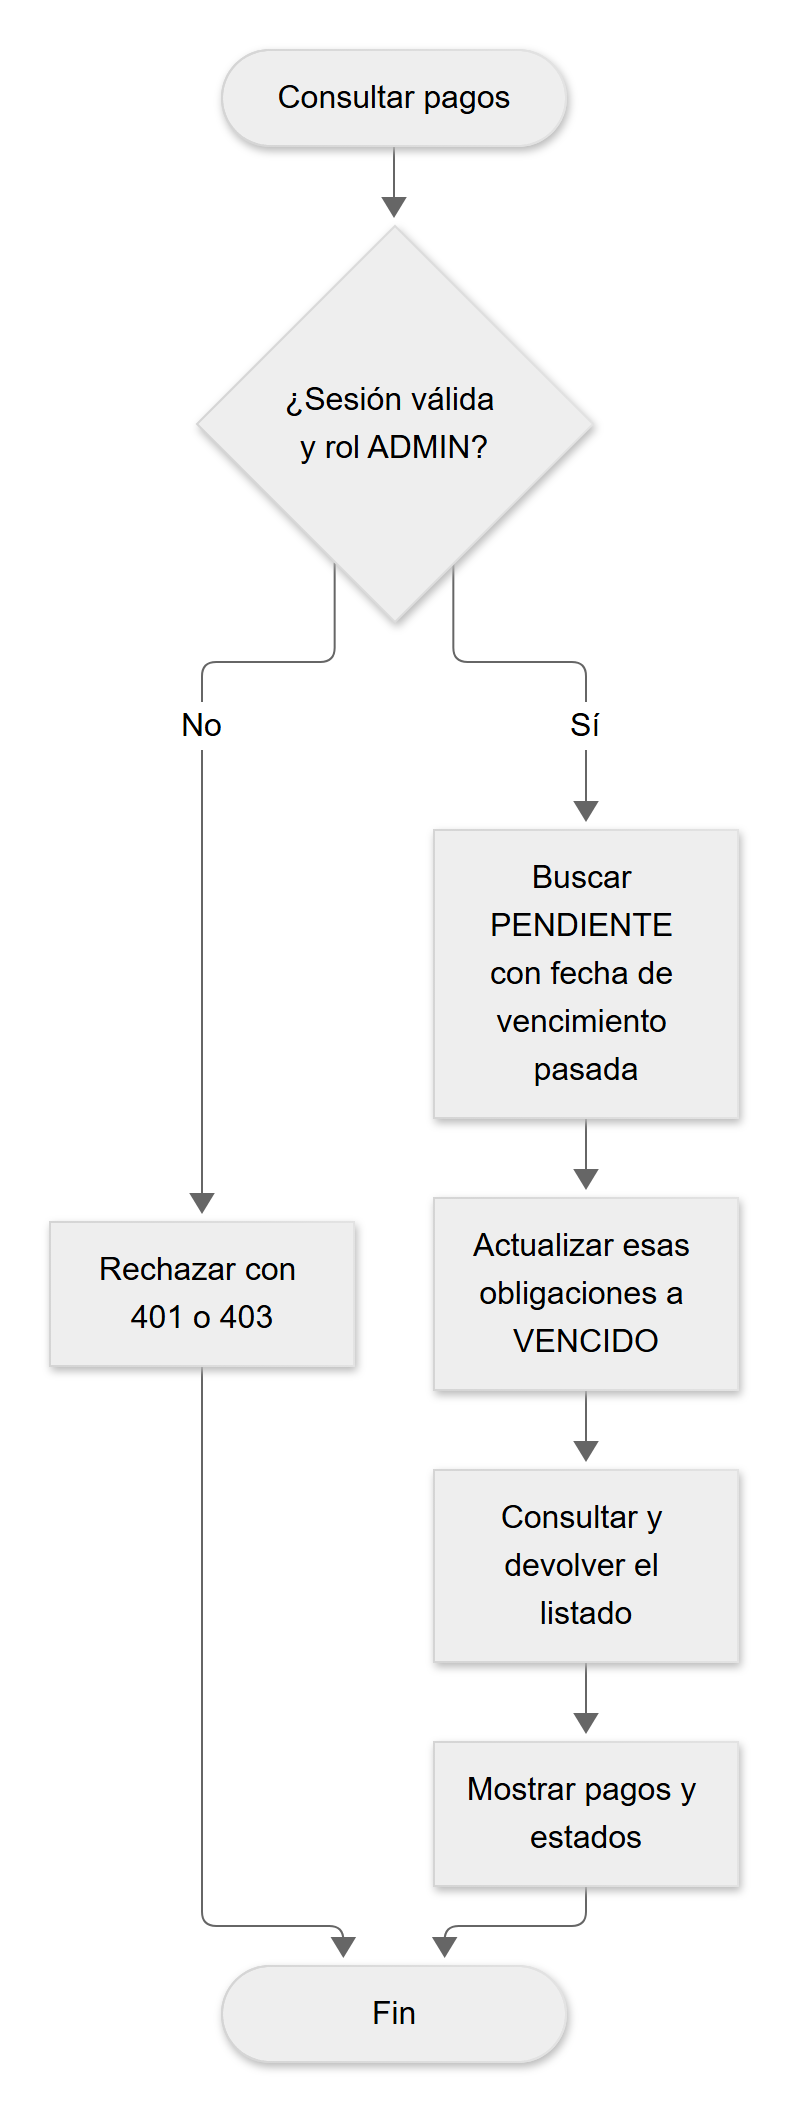 Consultar pagos
¿Sesión válida
y rol ADMIN?
No
Sí
Buscar
PENDIENTE
con fecha de
vencimiento
pasada
Actualizar esas
obligaciones a
VENCIDO
Rechazar con
401 o 403
Consultar y
devolver el
listado
Mostrar pagos y
estados
Fin